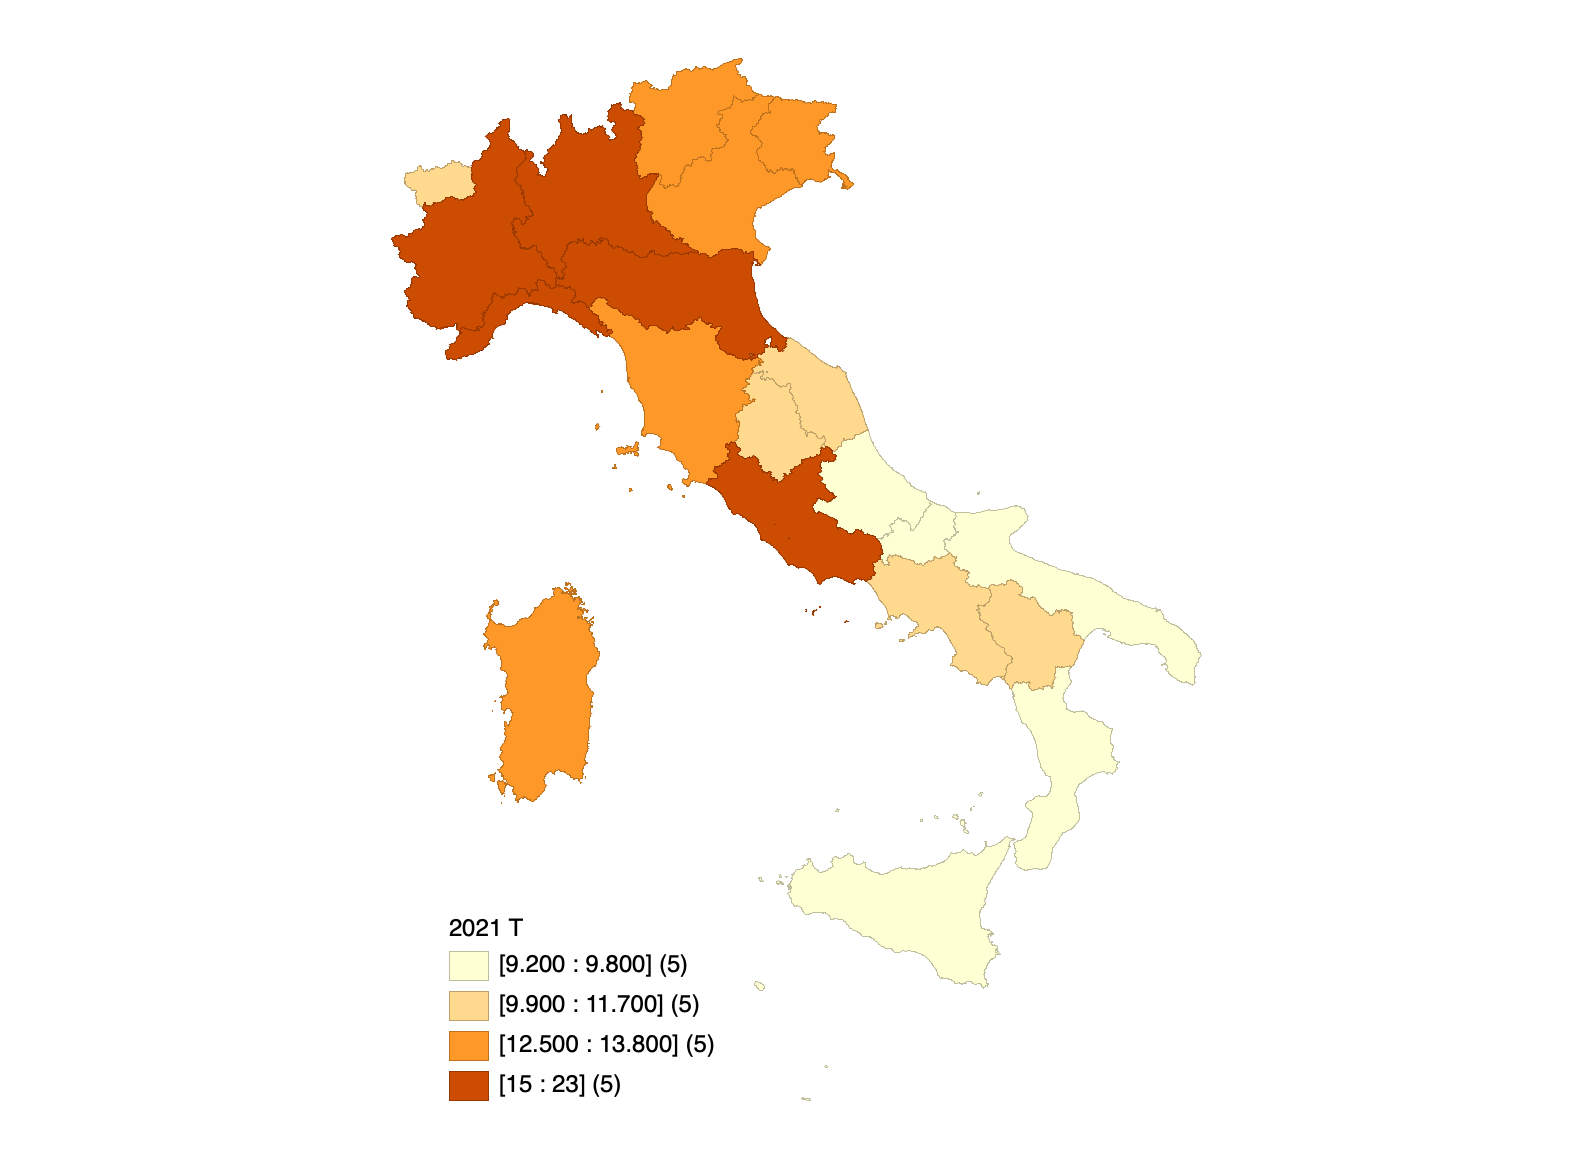 2021 T
[9.200 : 9.800] (5)
[9.900 : 11.700] (5)
[12.500 : 13.800] (5)
[15 : 23] (5)